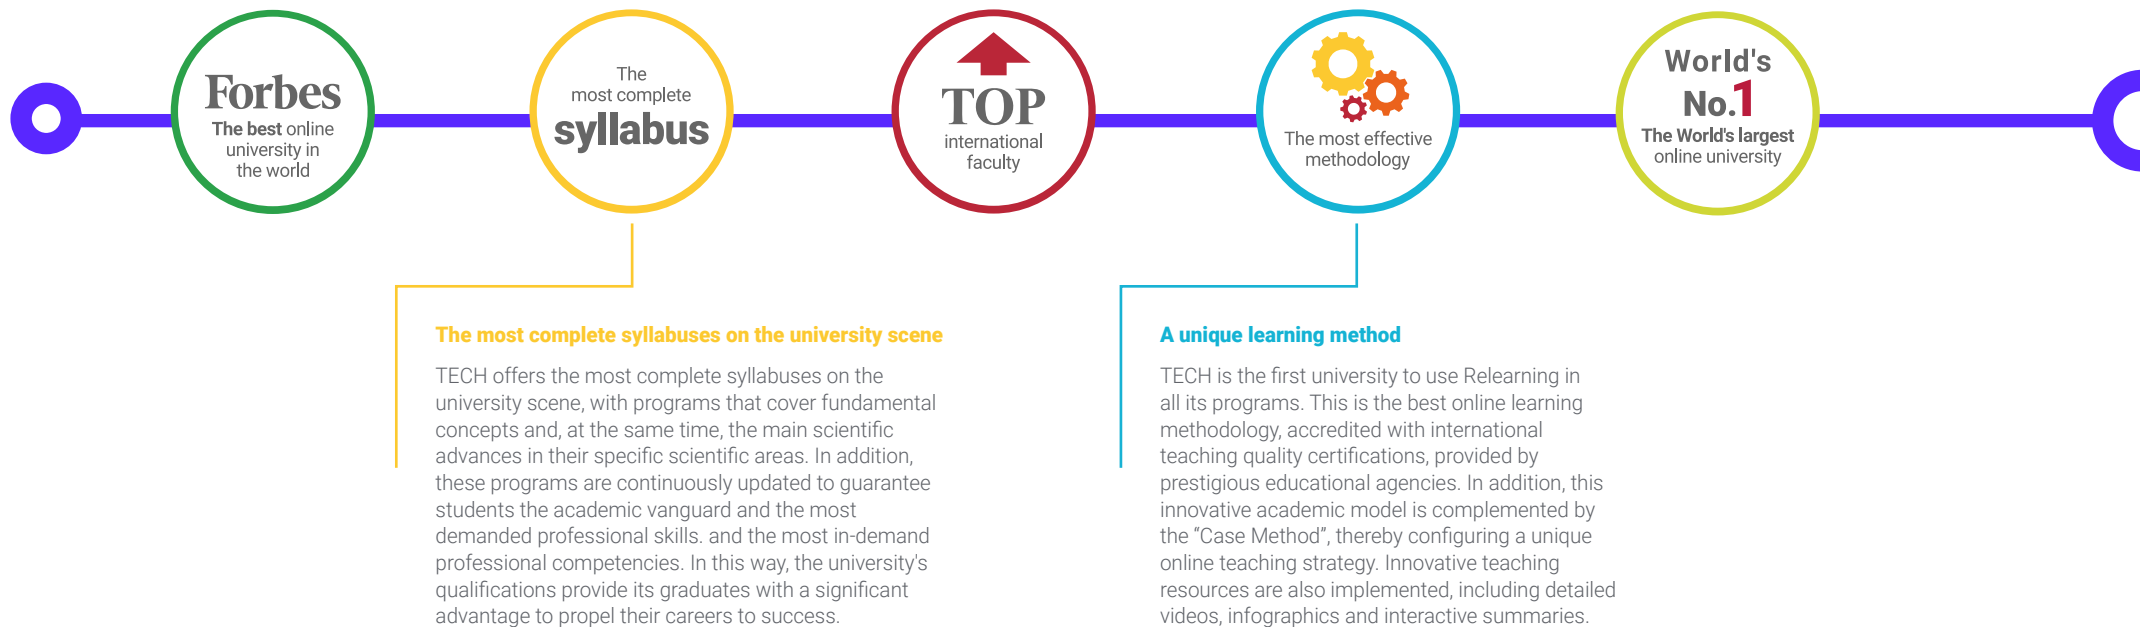 Forbes
The best online
university in
the world
The
most complete
syllabus
TOP
international
faculty
The most effective
methodology
World's
No.1
The World's largest
online university
The most complete syllabuses on the university scene
TECH offers the most complete syllabuses on the
university scene, with programs that cover fundamental
concepts and, at the same time, the main scientific
advances in their specific scientific areas. In addition,
these programs are continuously updated to guarantee
students the academic vanguard and the most
demanded professional skills. and the most in-demand
professional competencies. In this way, the university's
qualifications provide its graduates with a significant
advantage to propel their careers to success.
A unique learning method
TECH is the first university to use Relearning in
all its programs. This is the best online learning
methodology, accredited with international
teaching quality certifications, provided by
prestigious educational agencies. In addition, this
innovative academic model is complemented by
the “Case Method”, thereby configuring a unique
online teaching strategy. Innovative teaching
resources are also implemented, including detailed
videos, infographics and interactive summaries.